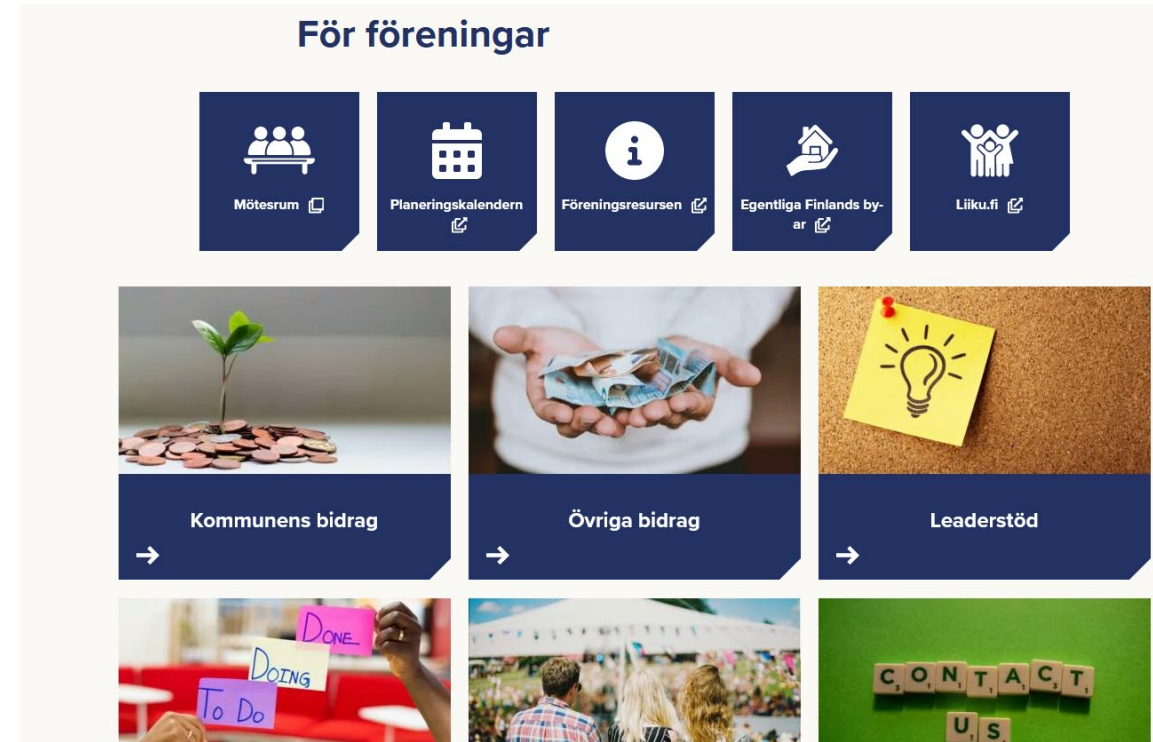 För föreningar
Mötesrum
Planeringskalendern
Föreningsresursen
Egentliga Finlands by-
ar
Liiku.fi
Kommunens bidrag
Övriga bidrag
Leaderstöd
DONE
DOING
To Do
CONTACT
US